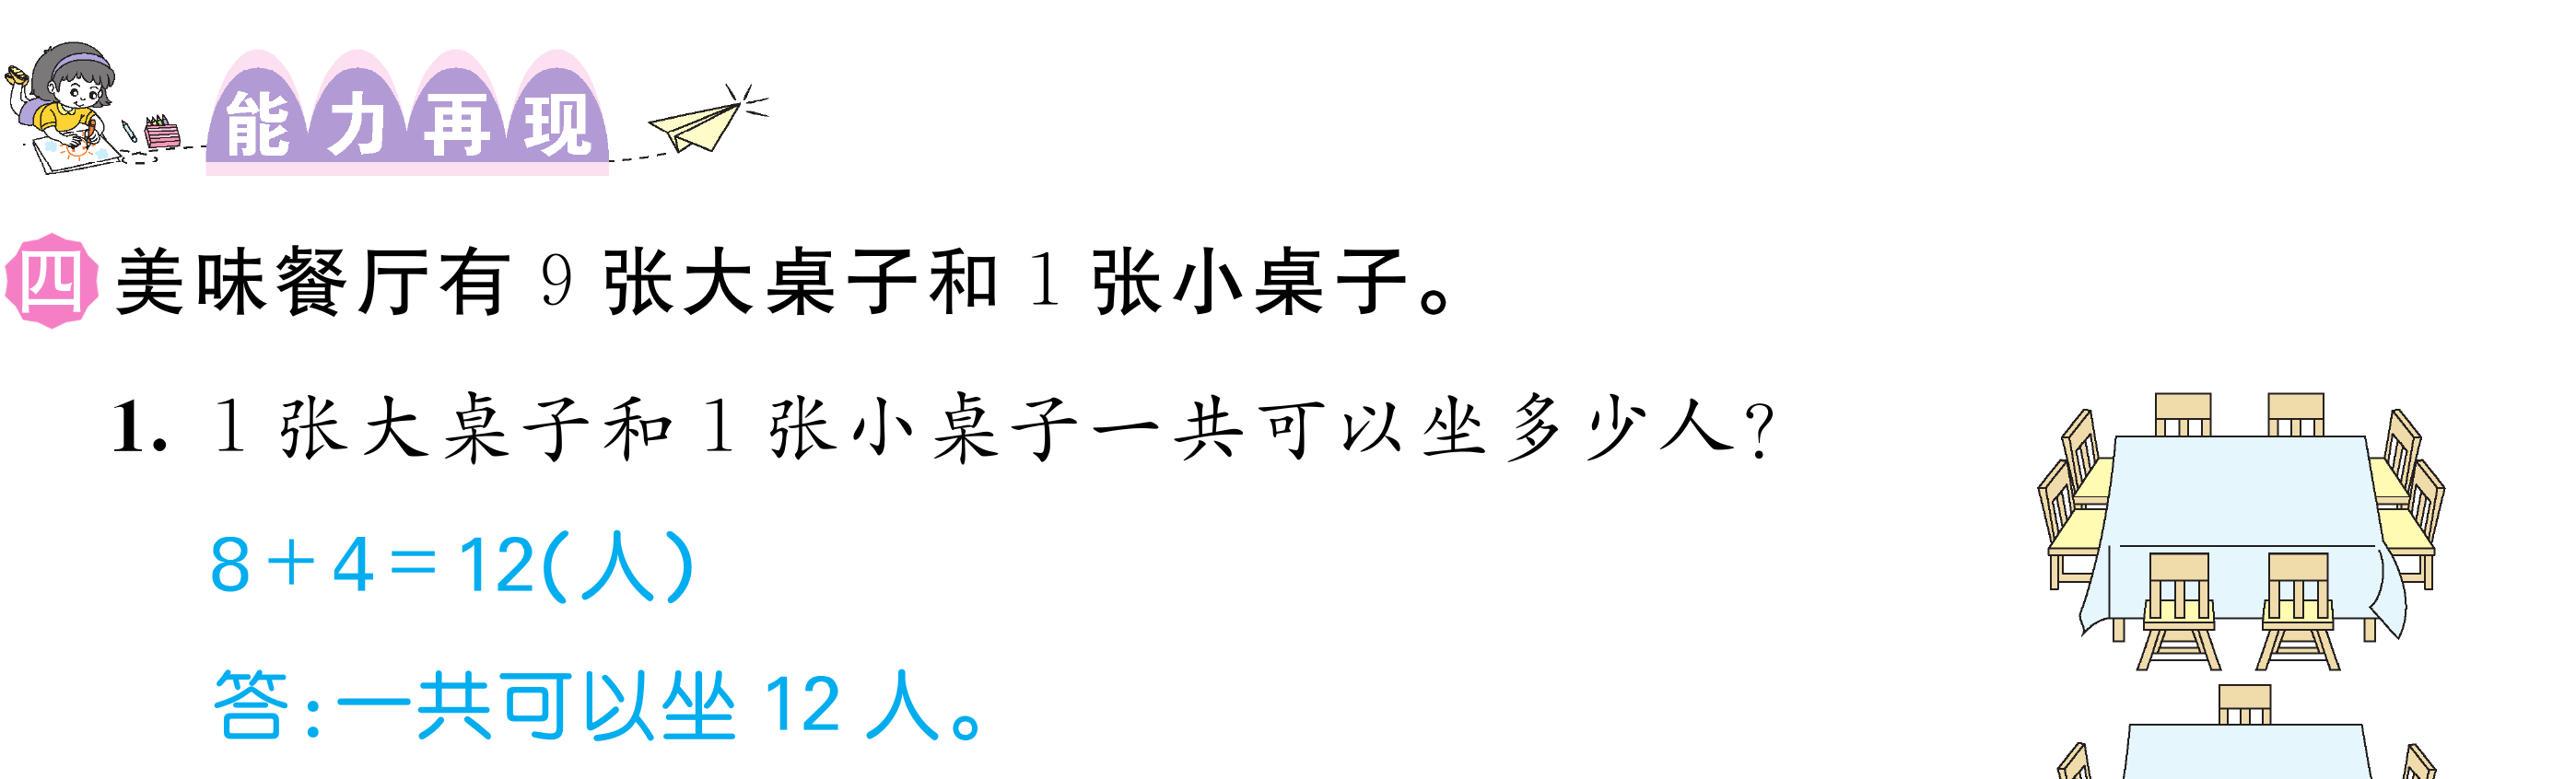 能力再现
四 美味餐厅有 9 张大桌子和 1 张小桌子。
1. 1 张大桌子和 1 张小桌子一共可以坐多少人?
8+4=12(人)
答:一共可以坐 12 人。